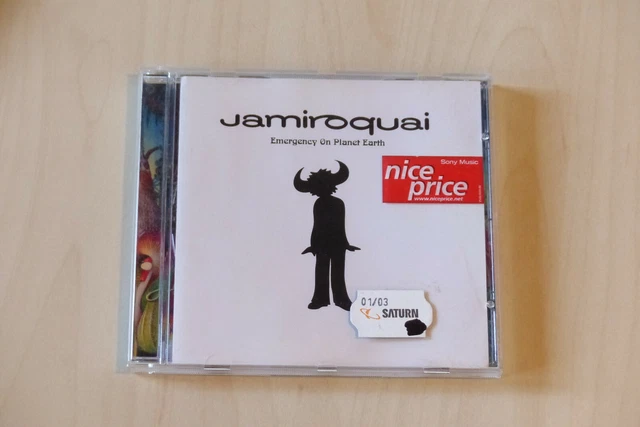 Jamiroquai
Emergency On Planet Earth
Sony Music
nice
price
www.niceprice.net
01/03
SATURN